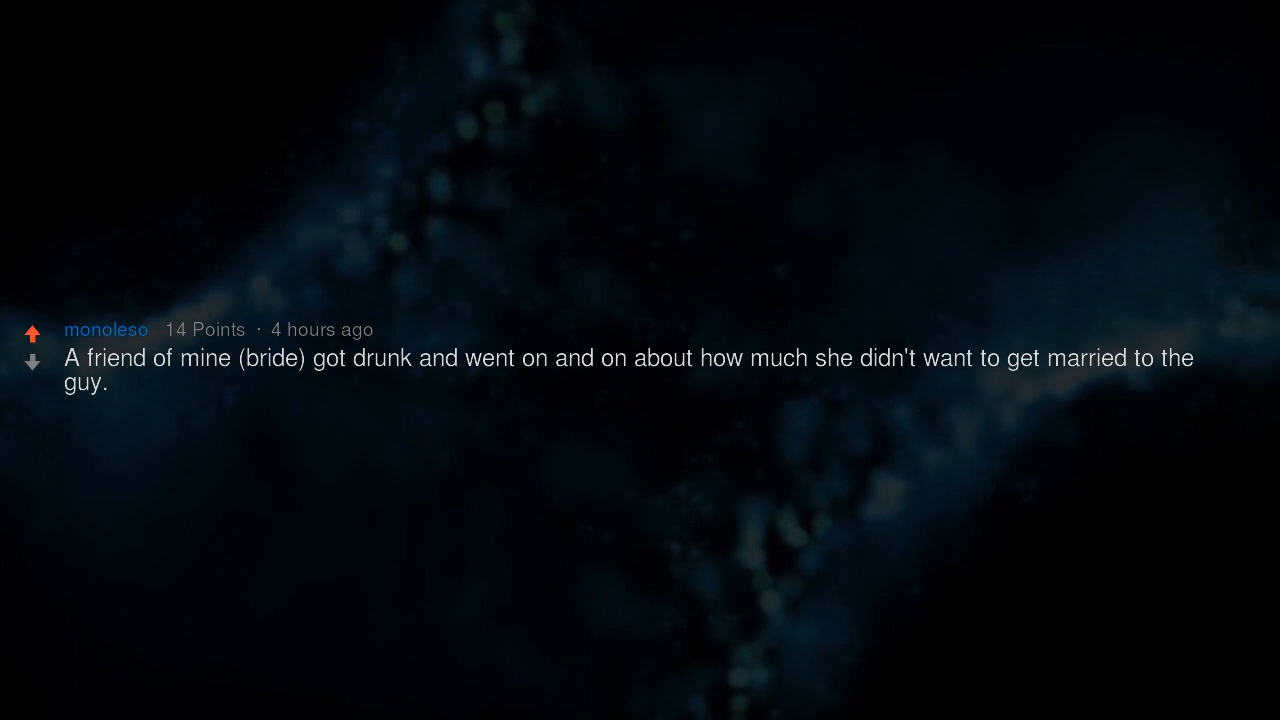 monoleso 14 Points · 4 hours ago
A friend of mine (bride) got drunk and went on and on about how much she didn't want to get married to the
guy.